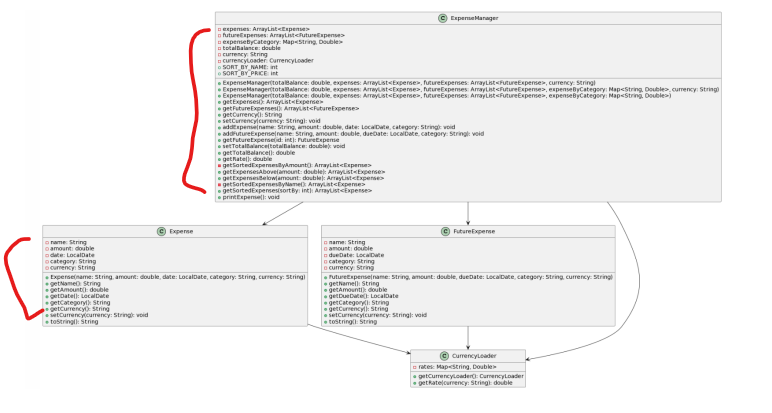 C ExpenseManager
expenses: ArrayList<Expense>
futureExpenses: ArrayList<FutureExpense>
expenseByCategory: Map<String, Double>
totalBalance: double
currency: String
currencyLoader: CurrencyLoader
SORT_BY_NAME: int
SORT_BY_PRICE: int
ExpenseManager(totalBalance: double, expenses: ArrayList<Expense>, futureExpenses: ArrayList<FutureExpense>, currency: String)
ExpenseManager(totalBalance: double, expenses: ArrayList<Expense>, futureExpenses: ArrayList<FutureExpense>, expenseByCategory: Map<String, Double>, currency: String)
ExpenseManager(totalBalance: double, expenses: ArrayList<Expense>, futureExpenses: ArrayList<FutureExpense>, expenseByCategory: Map<String, Double>)
getExpenses(): ArrayList<Expense>
getFutureExpenses(): ArrayList<FutureExpense>
getCurrency(): String
setCurrency(currency: String): void
addExpense(name: String, amount: double, date: LocalDate, category: String): void
addFutureExpense(name: String, amount: double, dueDate: LocalDate, category: String): void
getFutureExpense(id: int): FutureExpense
setTotalBalance(totalBalance: double): void
getTotalBalance(): double
getRate(): double
getSortedExpensesByAmount(): ArrayList<Expense>
getExpensesAbove(amount: double): ArrayList<Expense>
getExpensesBelow(amount: double): ArrayList<Expense>
getSortedExpensesByName(): ArrayList<Expense>
getSortedExpenses(sortBy: int): ArrayList<Expense>
printExpense(): void
C Expense
name: String
amount: double
date: LocalDate
category: String
currency: String
Expense(name: String, amount: double, date: LocalDate, category: String, currency: String)
getName(): String
getAmount(): double
getDate(): LocalDate
getCategory(): String
getCurrency(): String
setCurrency(currency: String): void
toString(): String
C FutureExpense
name: String
amount: double
dueDate: LocalDate
category: String
currency: String
FutureExpense(name: String, amount: double, dueDate: LocalDate, category: String, currency: String)
getName(): String
getAmount(): double
getDueDate(): LocalDate
getCategory(): String
getCurrency(): String
setCurrency(currency: String): void
toString(): String
C CurrencyLoader
rates: Map<String, Double>
getCurrencyLoader(): CurrencyLoader
getRate(currency: String): double